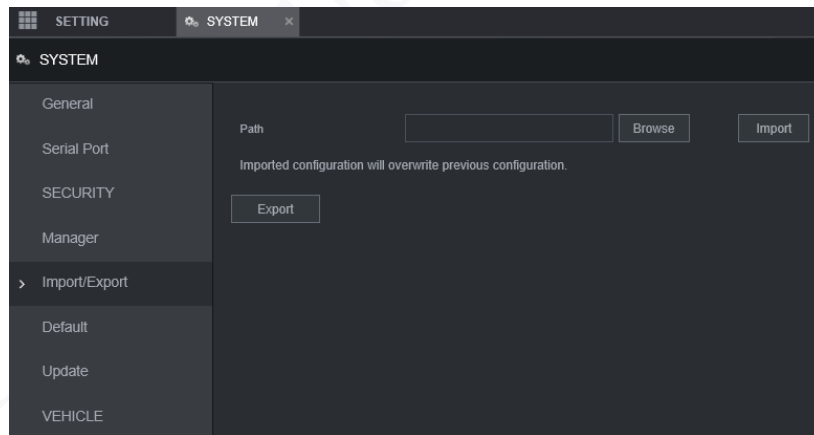 SETTING
SYSTEM ×
SYSTEM
General
Serial Port
SECURITY
Manager
Import/Export
Default
Update
VEHICLE
Path
Browse
Import
Imported configuration will overwrite previous configuration.
Export